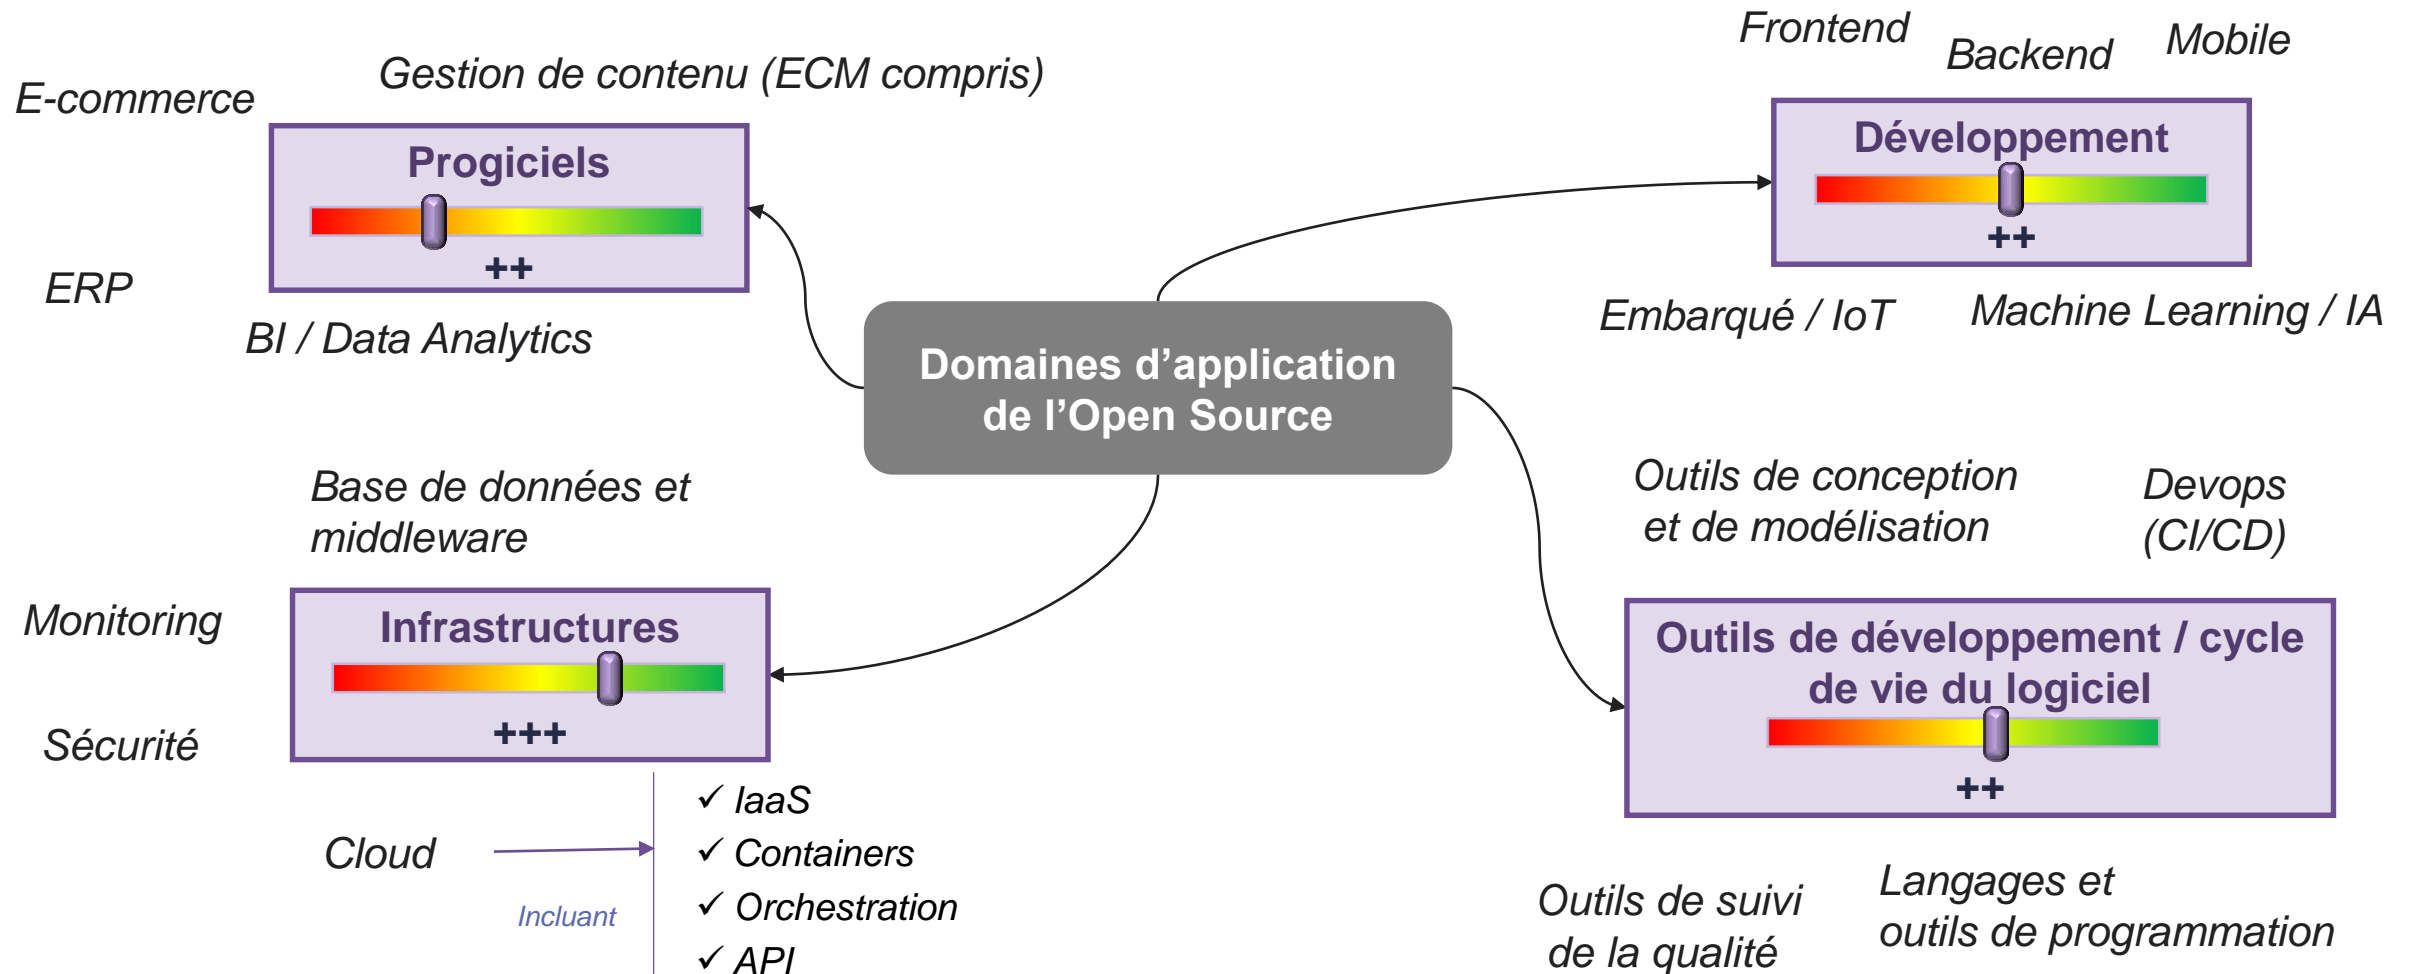 E-commerce
Gestion de contenu (ECM compris)
Progiciels
++
ERP
BI / Data Analytics
Frontend
Backend
Mobile
Développement
++
Embarqué / IoT
Machine Learning / IA
Domaines d’application
de l’Open Source
Base de données et
middleware
Monitoring
Infrastructures
+++
Sécurité
Cloud
Incluant
✓ IaaS
✓ Containers
✓ Orchestration
✓ API
Outils de conception
et de modélisation
Devops
(CI/CD)
Outils de développement / cycle
de vie du logiciel
++
Outils de suivi
de la qualité
Langages et
outils de programmation